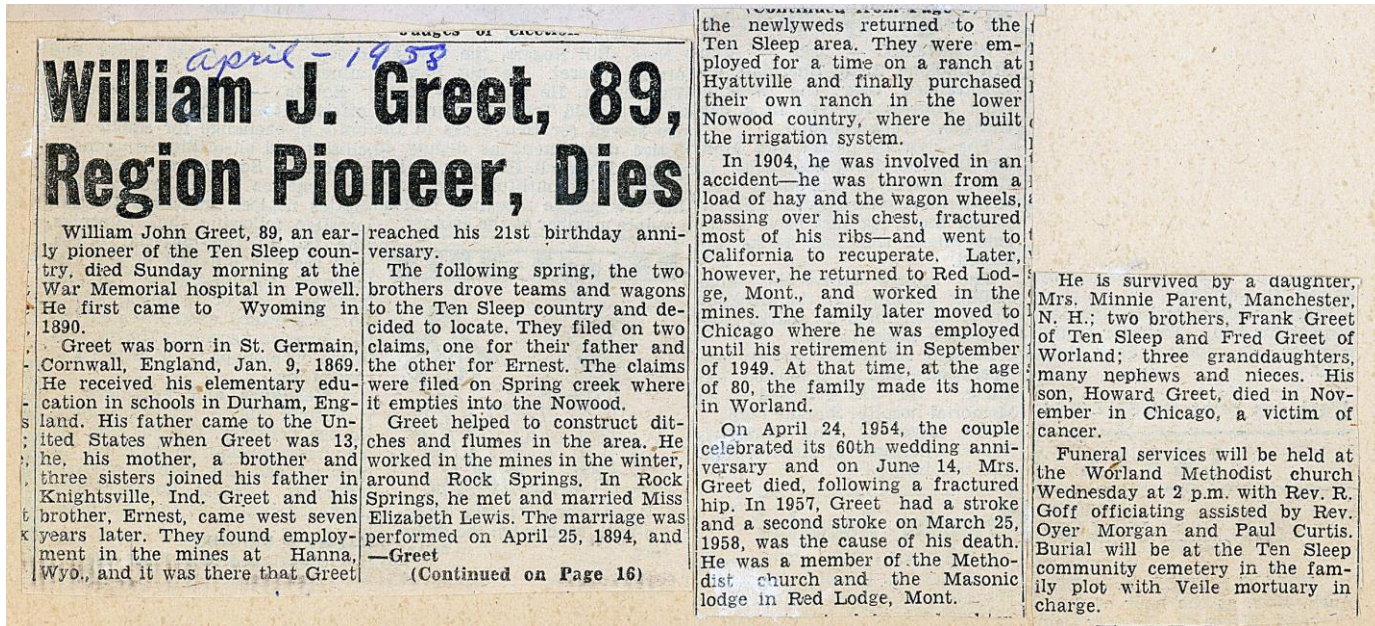 Judges of election
april - 1958
William J. Greet, 89,
Region Pioneer, Dies
William John Greet, 89, an ear-
ly pioneer of the Ten Sleep coun-
try, died Sunday morning at the
War Memorial hospital in Powell.
He first came to Wyoming in
1890.
Greet was born in St. Germain,
Cornwall, England, Jan. 9, 1869.
He received his elementary edu-
cation in schools in Durham, Eng-
land. His father came to the Un-
ited States when Greet was 13,
he, his mother, a brother and
three sisters joined his father in
Knightsville, Ind. Greet and his
brother, Ernest, came west seven
years later. They found employ-
ment in the mines at Hanna,
Wyo., and it was there that Greet
reached his 21st birthday anni-
versary.
The following spring, the two
brothers drove teams and wagons
to the Ten Sleep country and de-
cided to locate. They filed on two
claims, one for their father and
the other for Ernest. The claims
were filed on Spring creek where
it empties into the Nowood.
Greet helped to construct dit-
ches and flumes in the area. He
worked in the mines in the winter,
around Rock Springs. In Rock
Springs, he met and married Miss
Elizabeth Lewis. The marriage was
performed on April 25, 1894, and
—Greet
(Continued on Page 16)
(Continued from Page
the newlyweds returned to the
Ten Sleep area. They were em-
ployed for a time on a ranch at
Hyattville and finally purchased
their own ranch in the lower
Nowood country, where he built
the irrigation system.
In 1904, he was involved in an
accident—he was thrown from a
load of hay and the wagon wheels,
passing over his chest, fractured
most of his ribs—and went to
California to recuperate. Later,
however, he returned to Red Lod-
ge, Mont., and worked in the
mines. The family later moved to
Chicago where he was employed
until his retirement in September
of 1949. At that time, at the age
of 80, the family made its home
in Worland.
On April 24, 1954, the couple
celebrated its 60th wedding anni-
versary and on June 14, Mrs.
Greet died, following a fractured
hip. In 1957, Greet had a stroke
and a second stroke on March 25,
1958, was the cause of his death.
He was a member of the Metho-
dist church and the Masonic
lodge in Red Lodge, Mont.
He is survived by a daughter,
Mrs. Minnie Parent, Manchester,
N. H.; two brothers, Frank Greet
of Ten Sleep and Fred Greet of
Worland; three granddaughters,
many nephews and nieces. His
son, Howard Greet, died in Nov-
ember in Chicago, a victim of
cancer.
Funeral services will be held at
the Worland Methodist church
Wednesday at 2 p.m. with Rev. R.
Goff officiating assisted by Rev.
Oyer Morgan and Paul Curtis.
Burial will be at the Ten Sleep
community cemetery in the fam-
ily plot with Veile mortuary in
charge.